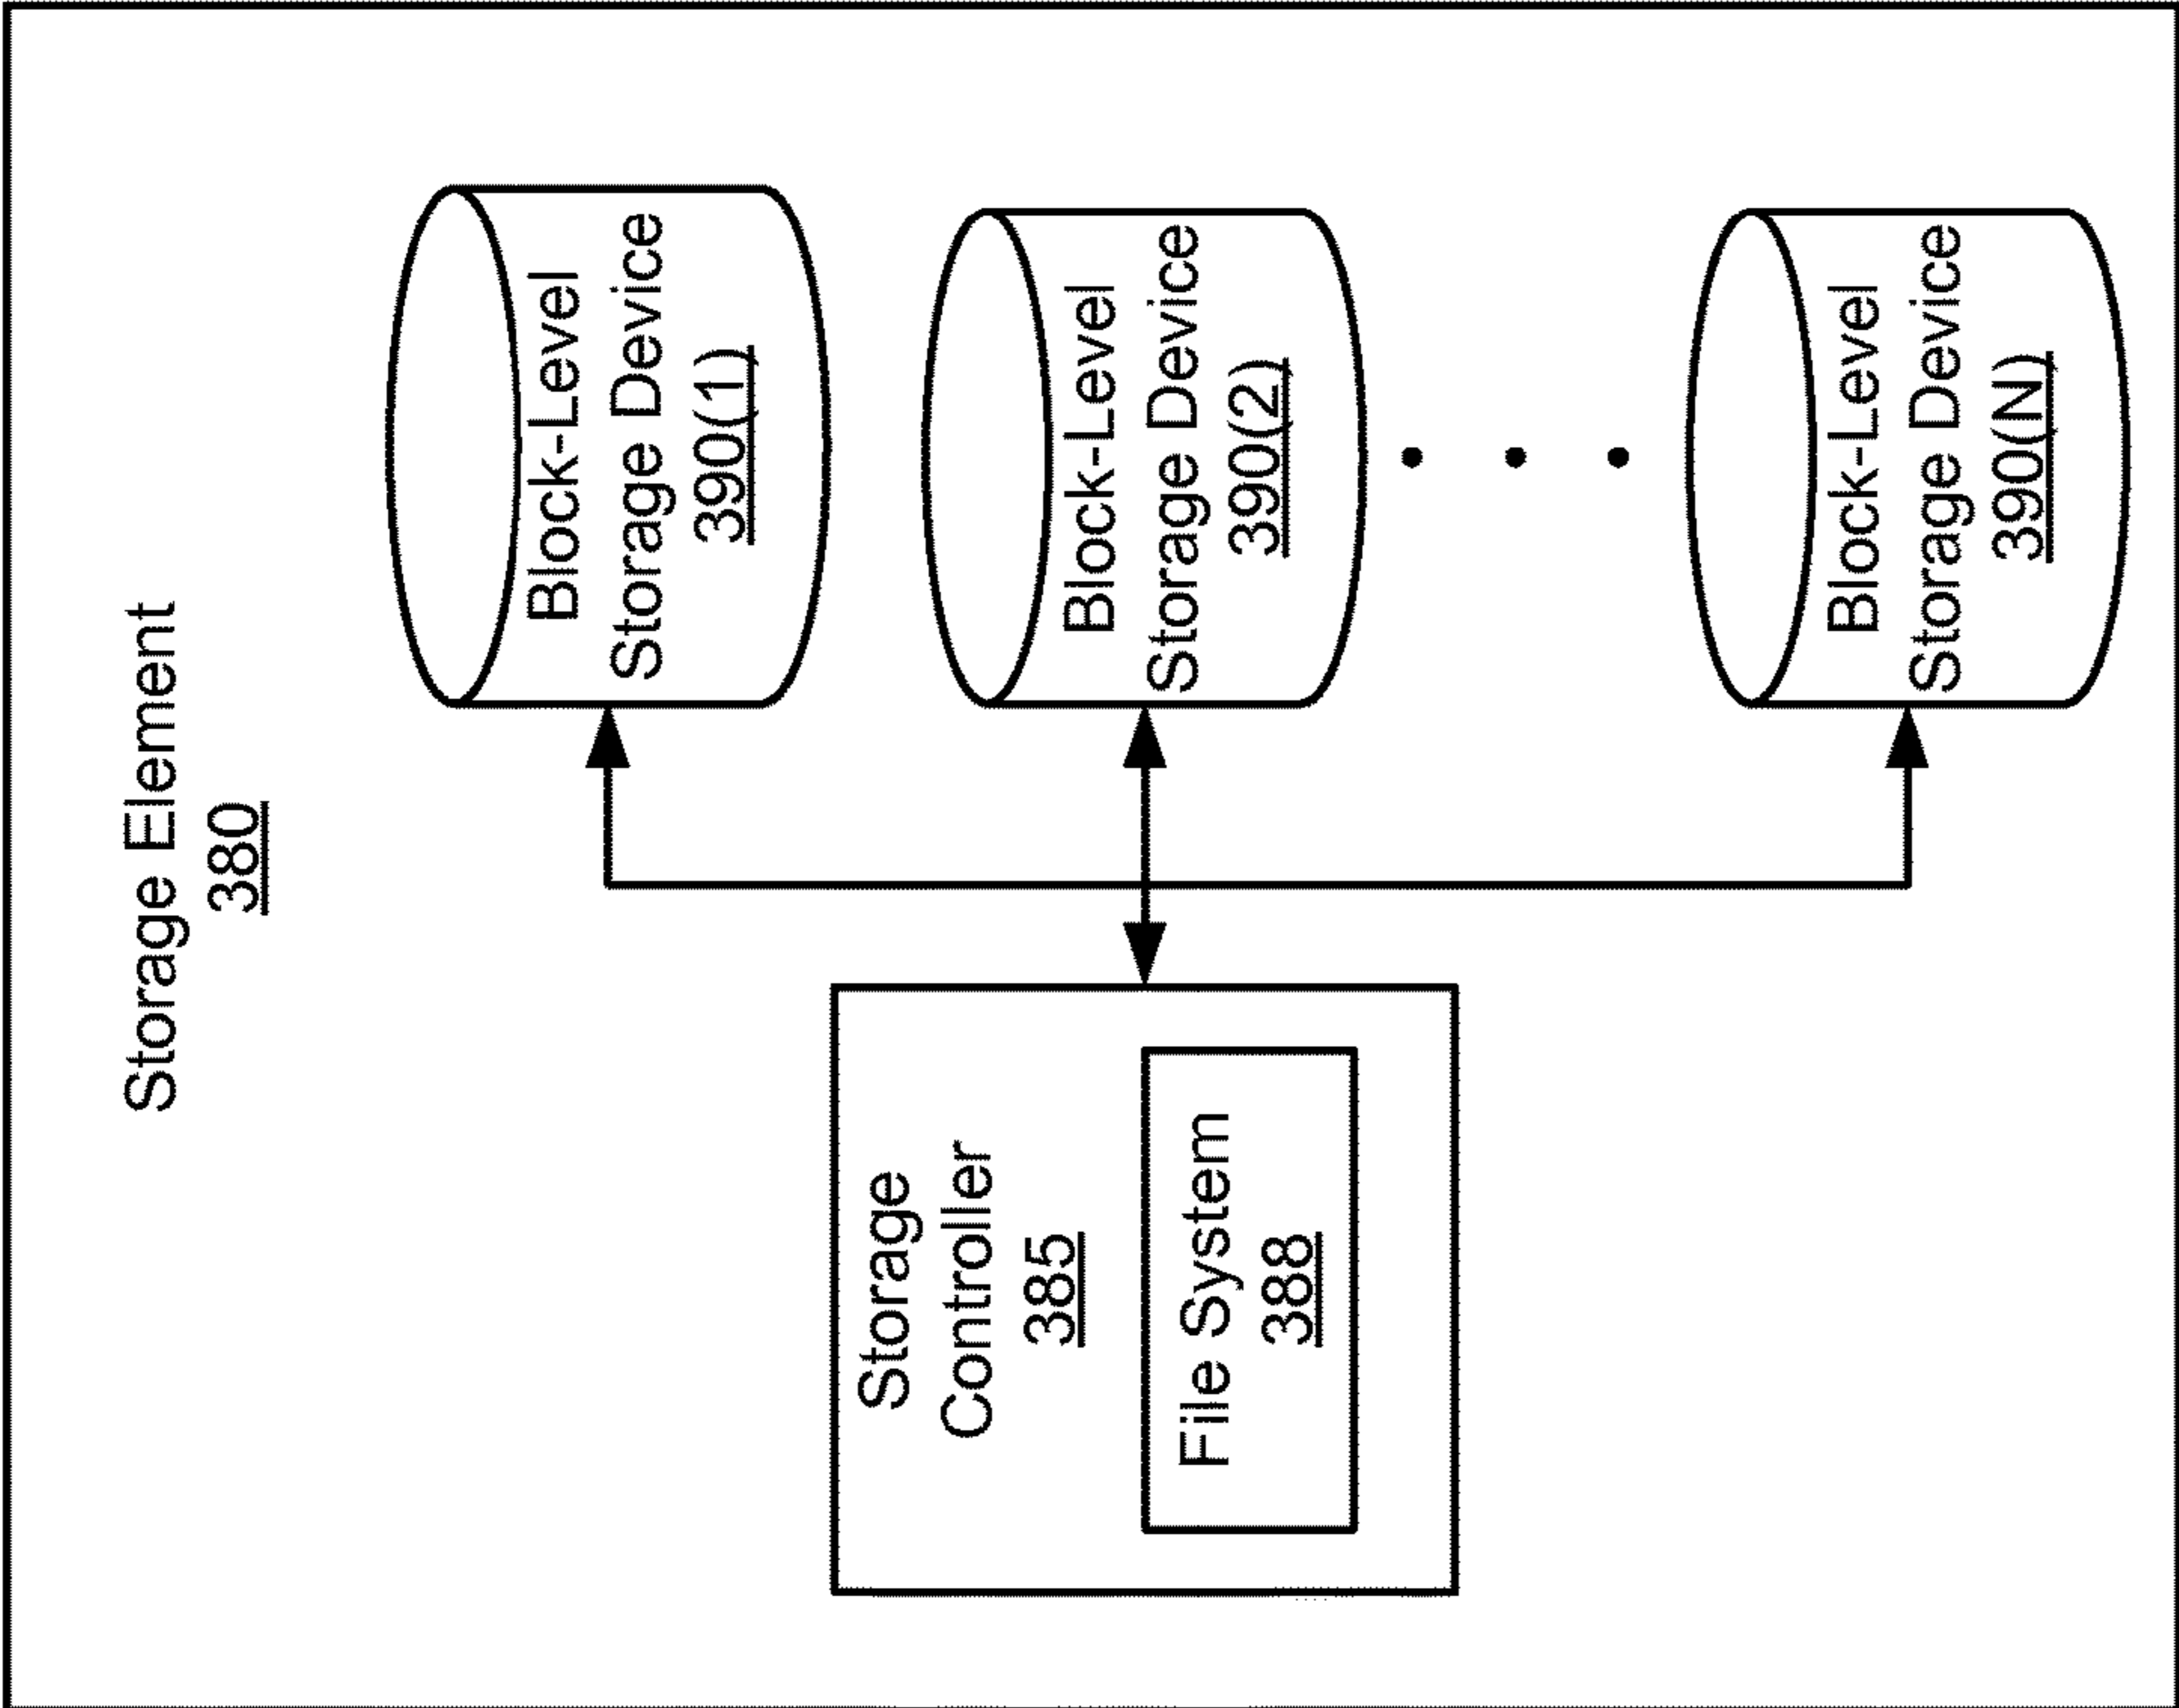 Storage Element
380
Storage
Controller
385
File System
388
Block-Level
Storage Device
390(1)
Block-Level
Storage Device
390(2)
Block-Level
Storage Device
390(N)